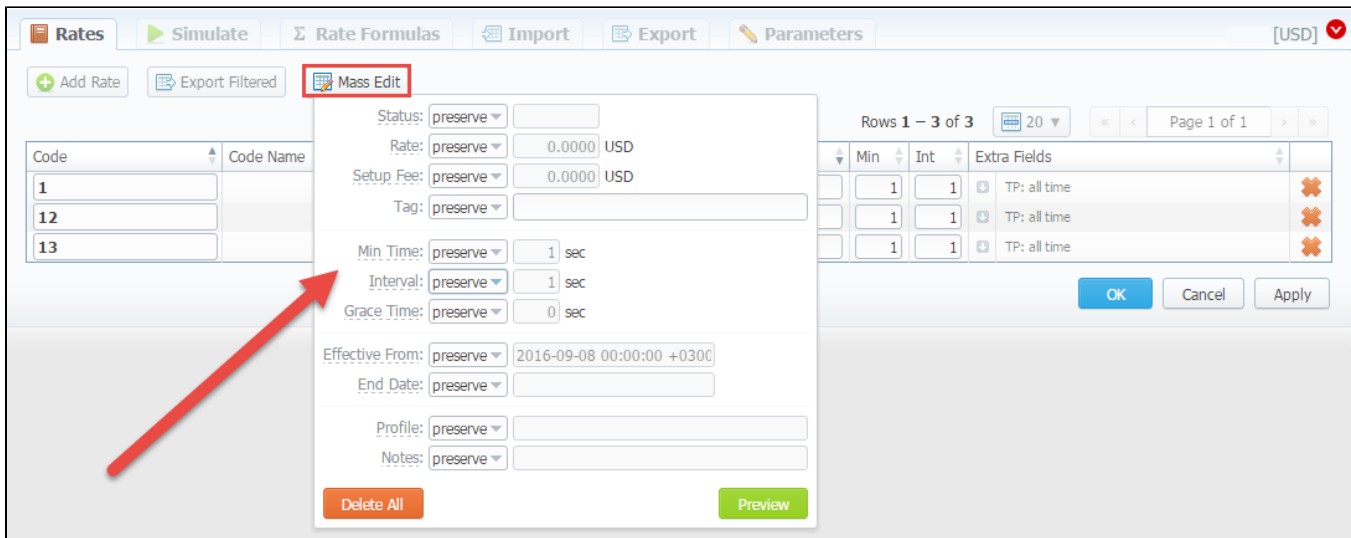 Rates Simulate Σ Rate Formulas Import Export Parameters [USD]
Add Rate Export Filtered Mass Edit
Rows 1 – 3 of 3 20 Page 1 of 1
Status: preserve
Rate: preserve 0.0000 USD
Setup Fee: preserve 0.0000 USD
Tag: preserve
Min Time: preserve 1 sec
Interval: preserve 1 sec
Grace Time: preserve 0 sec
Effective From: preserve 2016-09-08 00:00:00 +0300
End Date: preserve
Profile: preserve
Notes: preserve
Delete All Preview
Code Code Name Min Int Extra Fields
1 1 1 TP: all time
12 1 1 TP: all time
13 1 1 TP: all time
OK Cancel Apply